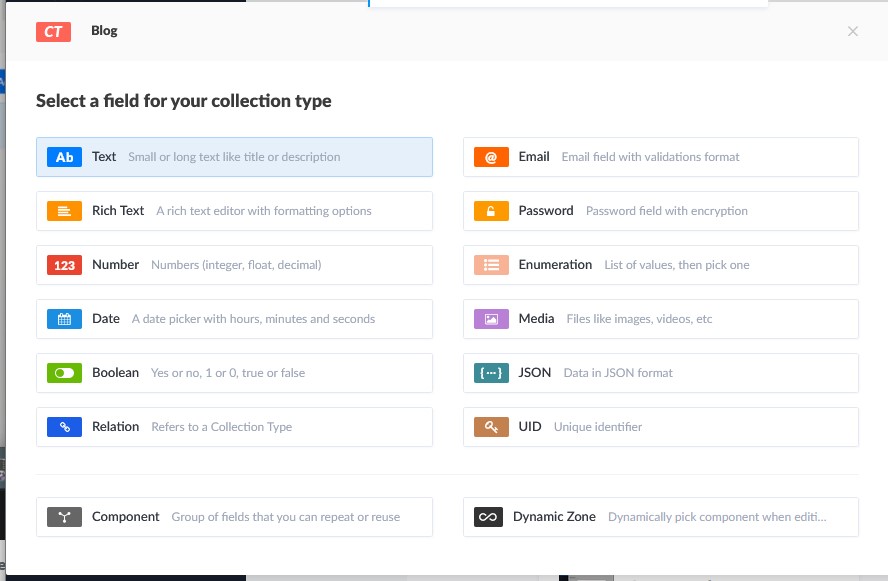 CT Blog
Select a field for your collection type
Ab Text Small or long text like title or description
@ Email Email field with validations format
Rich Text A rich text editor with formatting options
Password Password field with encryption
123 Number Numbers (integer, float, decimal)
Enumeration List of values, then pick one
Date A date picker with hours, minutes and seconds
Media Files like images, videos, etc
Boolean Yes or no, 1 or 0, true or false
{...} JSON Data in JSON format
Relation Refers to a Collection Type
UID Unique identifier
Component Group of fields that you can repeat or reuse
Dynamic Zone Dynamically pick component when editi...